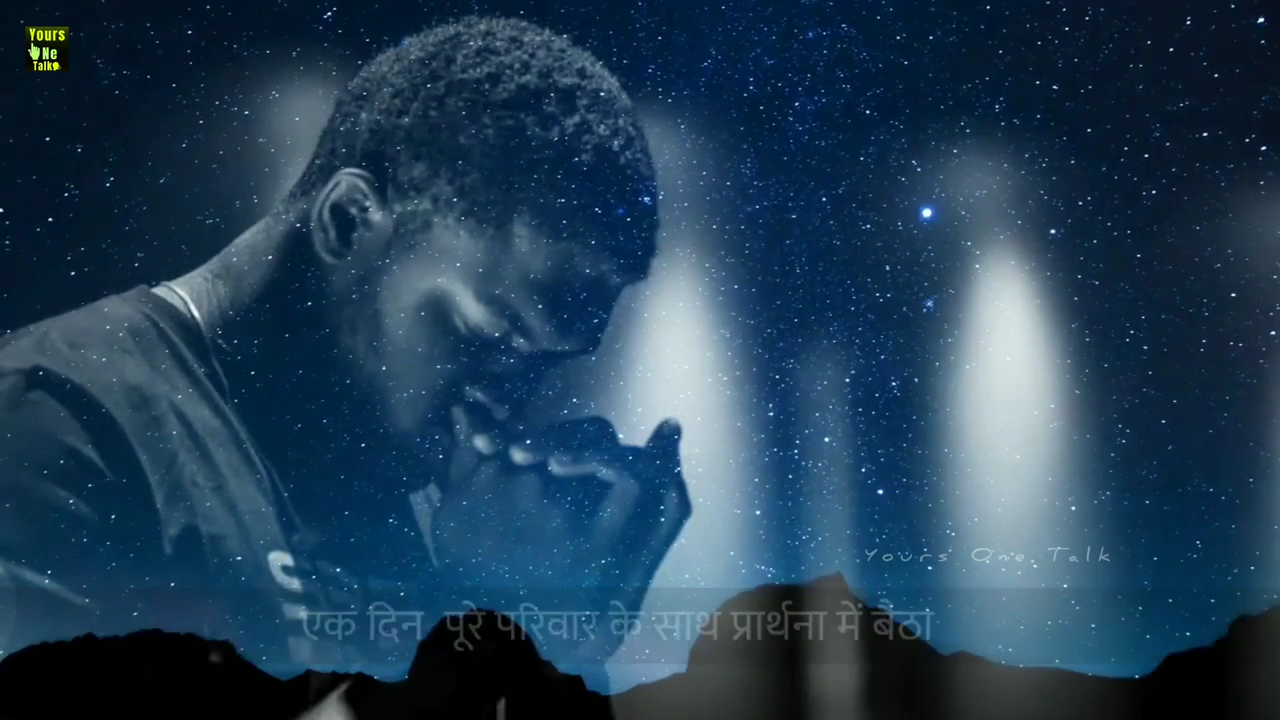 Yours
One
Talk
Yours One Talk
एक दिन पूरे परिवार के साथ प्रार्थना में बैठा